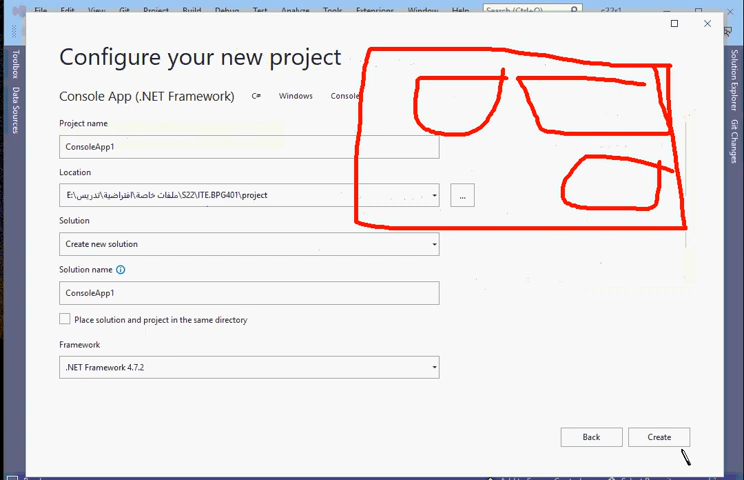 File Edit View Git Project Build Debug Test Analyze Tools Extensions Window Help Search (Ctrl+Q)
Toolbox
Data Sources
Solution Explorer
Git Changes
Configure your new project
Console App (.NET Framework) C# Windows Console
Project name
ConsoleApp1
Location
E:\ملفات خاصة\افتراضية\تدريس\S22\ITE.BPG401\project
...
Solution
Create new solution
Solution name
ConsoleApp1
Place solution and project in the same directory
Framework
.NET Framework 4.7.2
Back Create